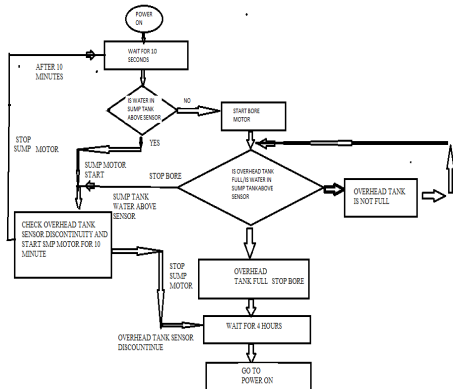 POWER
ON
WAIT FOR 10
SECONDS
AFTER 10
MINUTES
IS WATER IN
SUMP TANK
ABOVE SENSOR
NO
START BORE
MOTOR
STOP
SUMP MOTOR
YES
SUMP MOTOR
START
STOP BORE
IS OVERHEAD TANK
FULL/IS WATER IN
SUMP TANKABOVE
SENSOR
OVERHEAD TANK
IS NOT FULL
SUMP TANK
WATER ABOVE
SENSOR
CHECK OVERHEAD TANK
SENSOR DISCONTINUITY AND
START SMP MOTOR FOR 10
MINUTE
STOP
SUMP
MOTOR
OVERHEAD
TANK FULL STOP BORE
OVERHEAD TANK SENSOR
DISCOUNTINUE
WAIT FOR 4 HOURS
GO TO
POWER ON